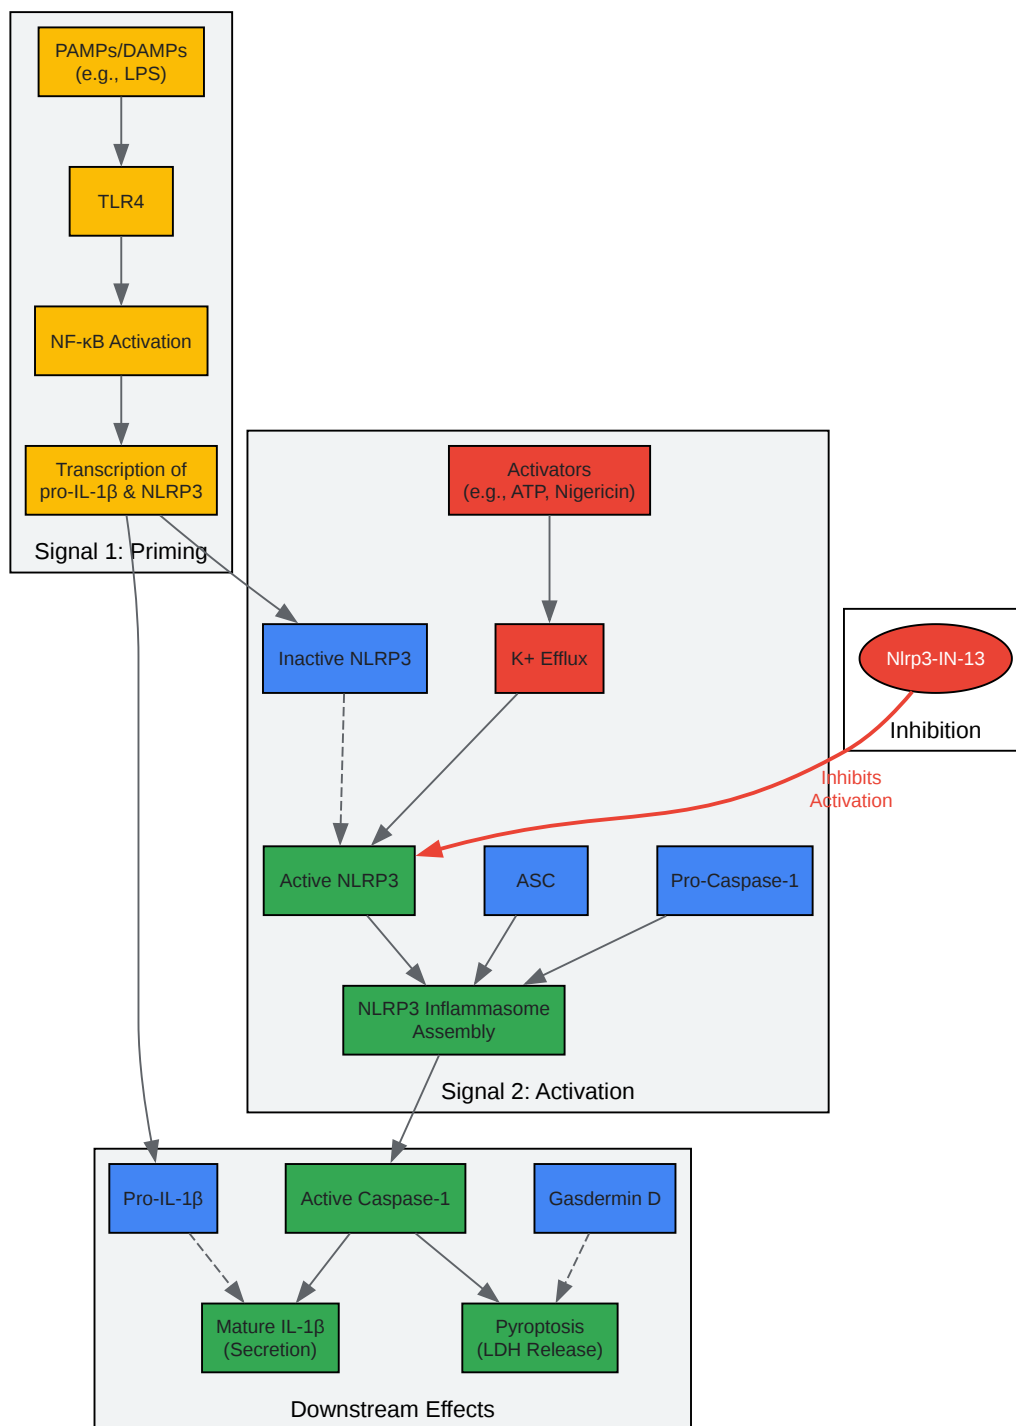 PAMPs/DAMPs
(e.g., LPS)
TLR4
NF-κB Activation
Transcription of
pro-IL-1β & NLRP3
Signal 1: Priming
Activators
(e.g., ATP, Nigericin)
Inactive NLRP3
K+ Efflux
Nlrp3-IN-13
Inhibition
Inhibits
Activation
Active NLRP3
ASC
Pro-Caspase-1
NLRP3 Inflammasome
Assembly
Signal 2: Activation
Pro-IL-1β
Active Caspase-1
Gasdermin D
Mature IL-1β
(Secretion)
Pyroptosis
(LDH Release)
Downstream Effects